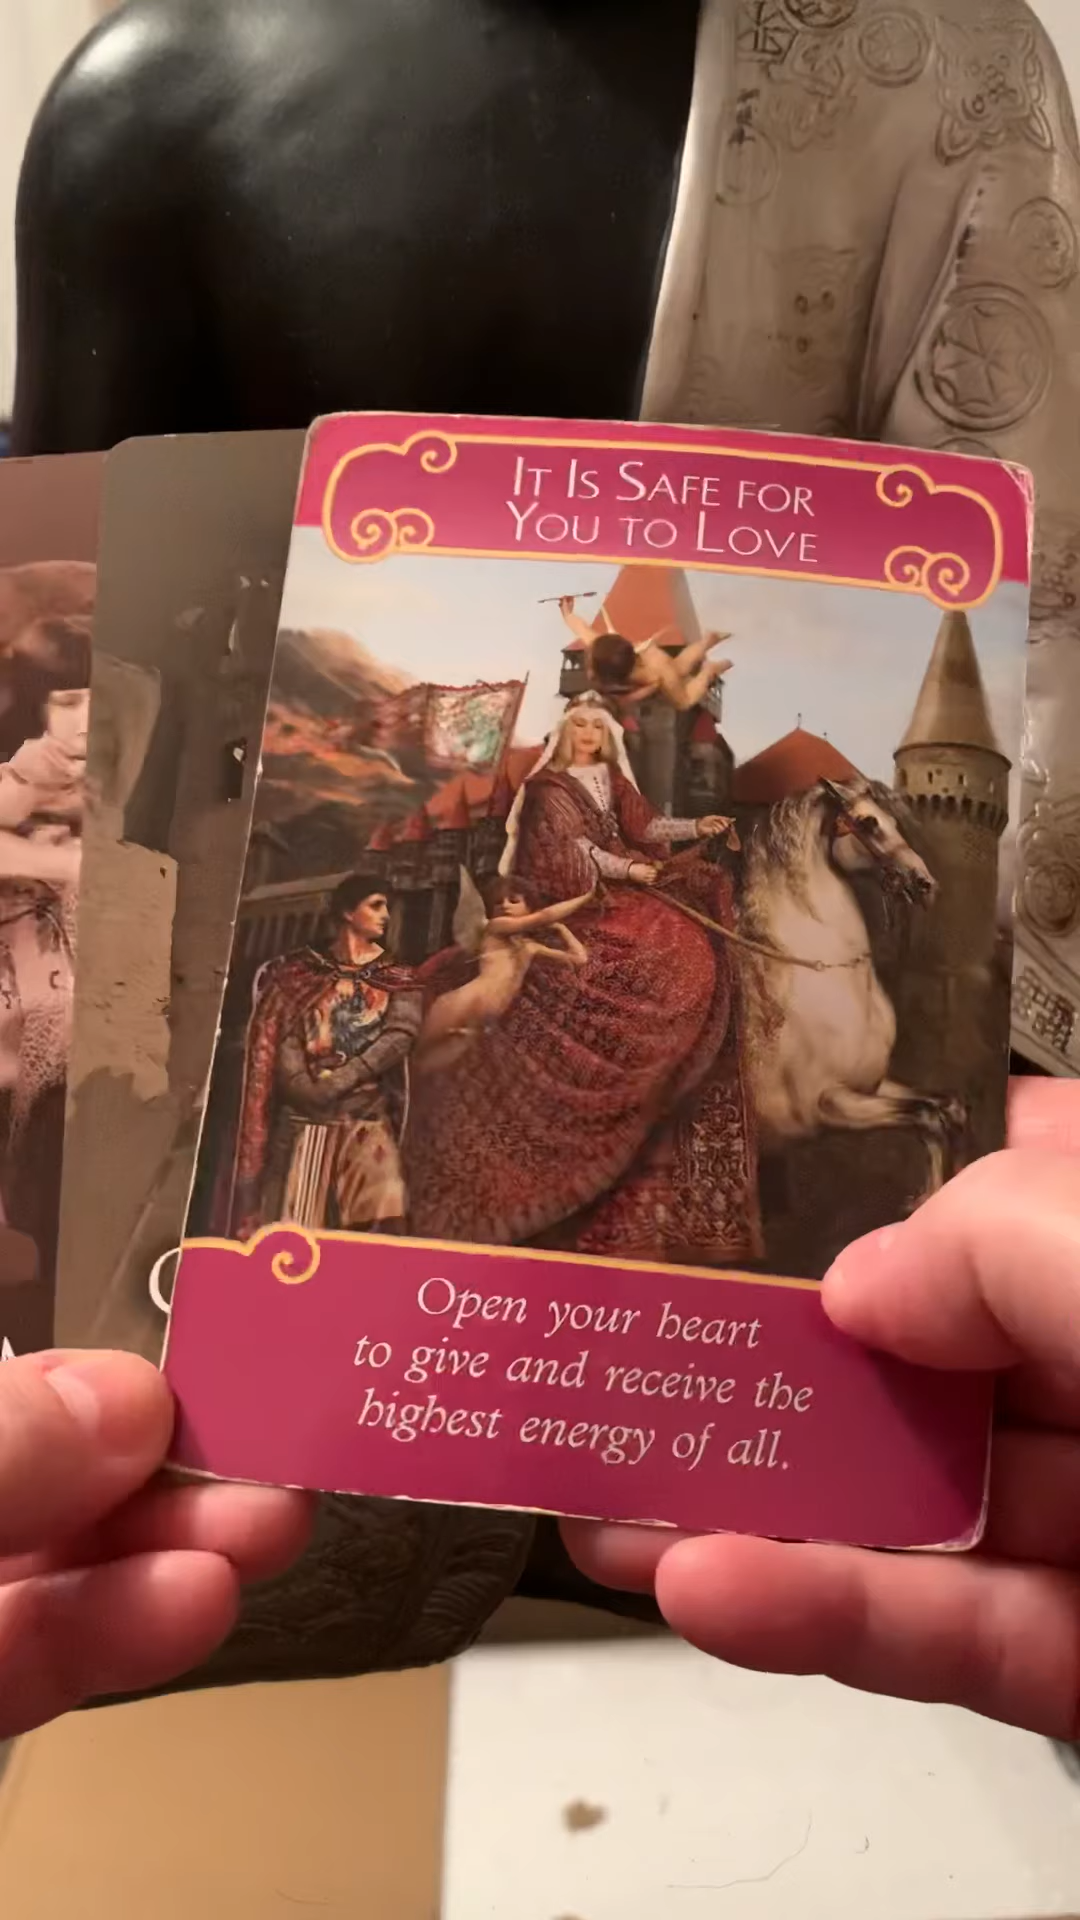 It Is Safe for
You to Love
Open your heart
to give and receive the
highest energy of all.